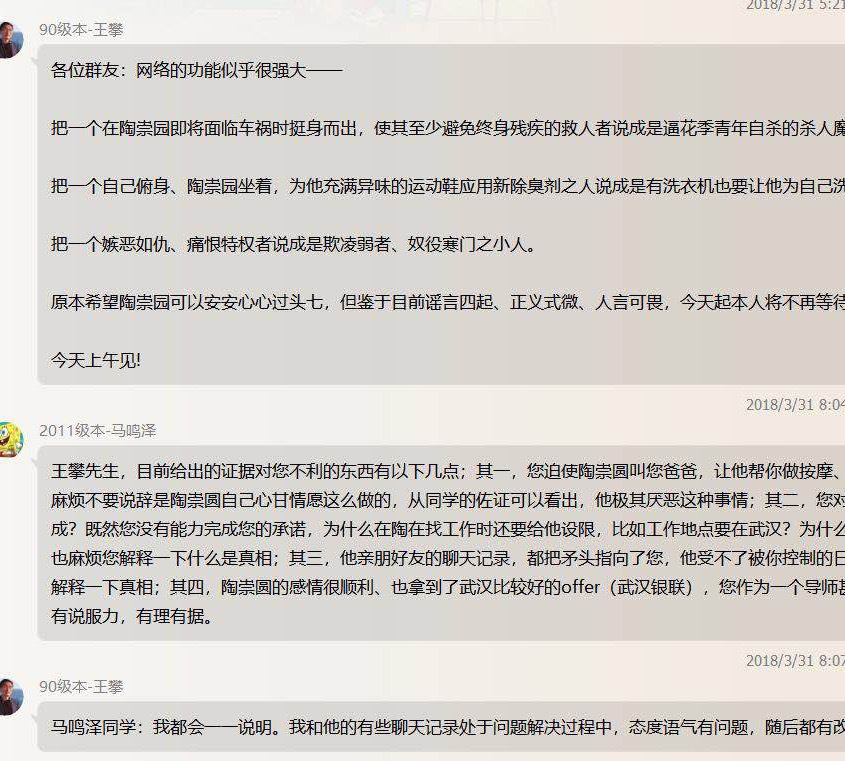 2018/3/31 5:21
90级本-王攀
各位群友：网络的功能似乎很强大——
把一个在陶崇园即将面临车祸时挺身而出，使其至少避免终身残疾的救人者说成是逼花季青年自杀的杀人魔
把一个自己俯身、陶崇园坐着，为他充满异味的运动鞋应用新除臭剂之人说成是有洗衣机也要让他为自己洗
把一个嫉恶如仇、痛恨特权者说成是欺凌弱者、奴役寒门之小人。
原本希望陶崇园可以安安心心过头七，但鉴于目前谣言四起、正义式微、人言可畏，今天起本人将不再等待
今天上午见!
2018/3/31 8:04
2011级本-马鸣泽
王攀先生，目前给出的证据对您不利的东西有以下几点；其一，您迫使陶崇圆叫您爸爸，让他帮你做按摩、
麻烦不要说辞是陶崇圆自己心甘情愿这么做的，从同学的佐证可以看出，他极其厌恶这种事情；其二，您对
成？既然您没有能力完成您的承诺，为什么在陶在找工作时还要给他设限，比如工作地点要在武汉？为什么
也麻烦您解释一下什么是真相；其三，他亲朋好友的聊天记录，都把矛头指向了您，他受不了被你控制的日
解释一下真相；其四，陶崇圆的感情很顺利、也拿到了武汉比较好的offer（武汉银联），您作为一个导师甚
有说服力，有理有据。
2018/3/31 8:07
90级本-王攀
马鸣泽同学：我都会一一说明。我和他的有些聊天记录处于问题解决过程中，态度语气有问题，随后都有改